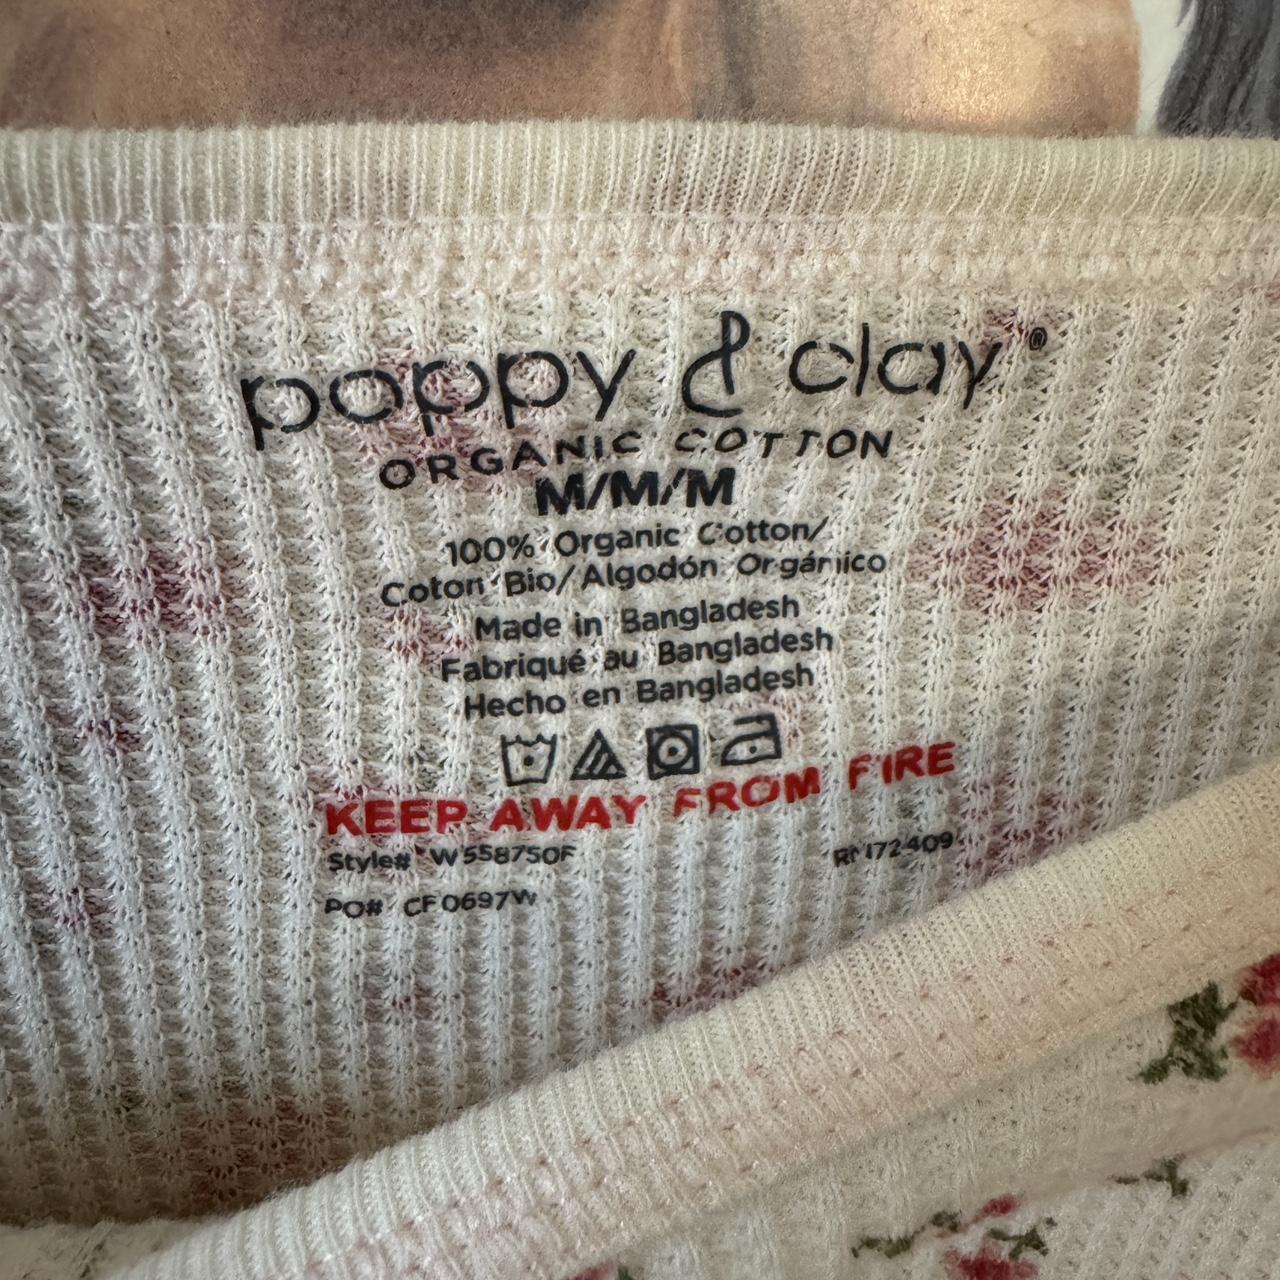 poppy & clay®
ORGANIC COTTON
M/M/M
100% Organic Cotton/
Coton Bio/Algodón Orgánico
Made in Bangladesh
Fabriqué au Bangladesh
Hecho en Bangladesh
KEEP AWAY FROM FIRE
Style# W558750F RN 172409
PO# CF0697W